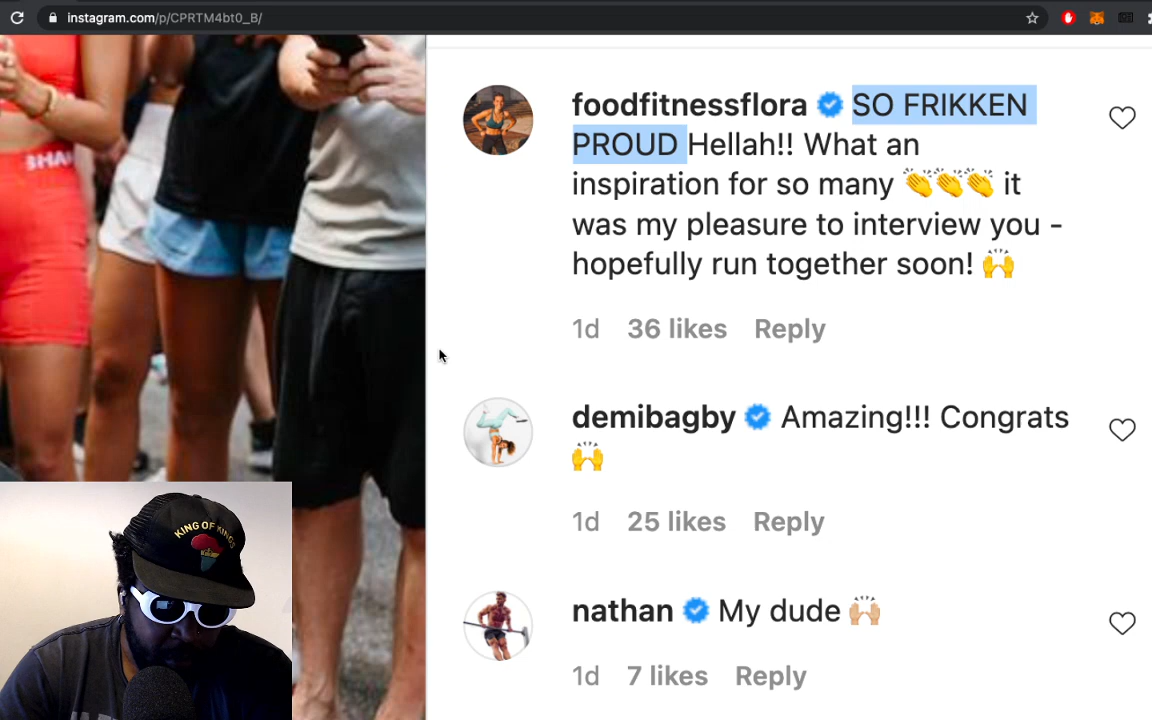 instagram.com/p/CPRTM4bt0_B/
foodfitnessflora SO FRIKKEN
PROUD Hellah!! What an
inspiration for so many 👏👏👏 it
was my pleasure to interview you -
hopefully run together soon! 🙌
1d 36 likes Reply
demibagby Amazing!!! Congrats
🙌
1d 25 likes Reply
nathan My dude 🙌🏼
1d 7 likes Reply
KING OF KINGS